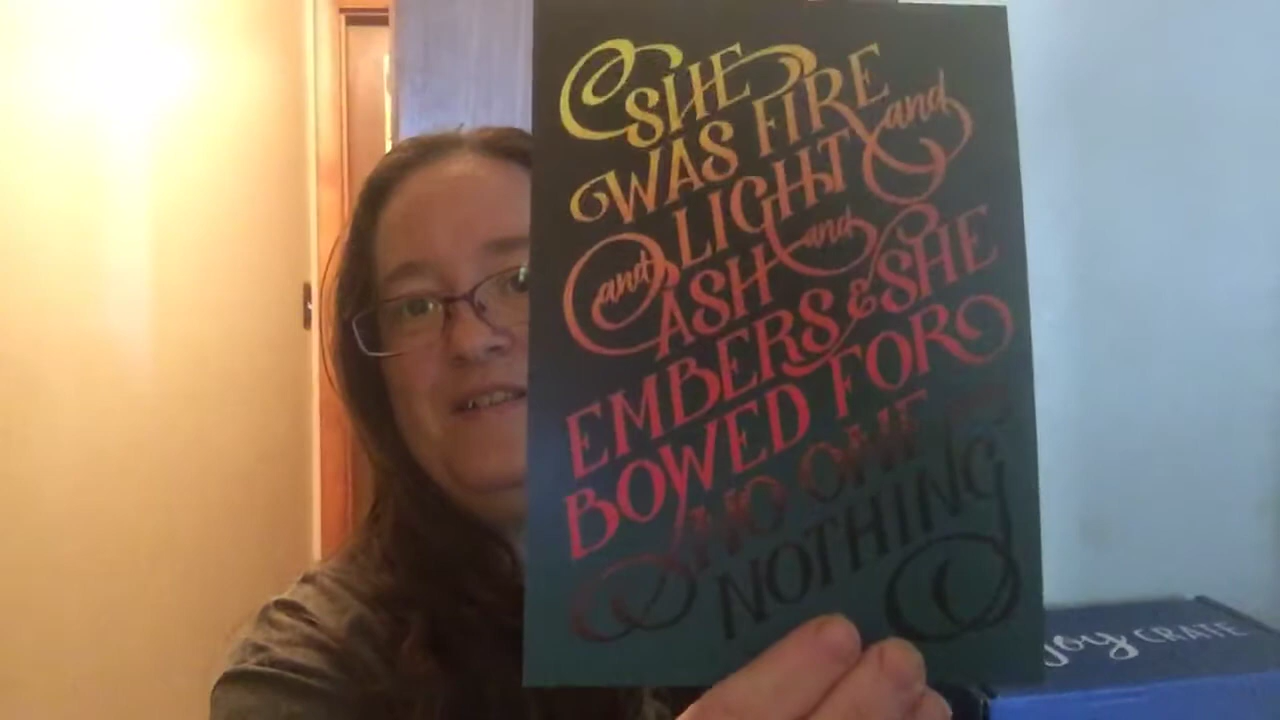 SHE
WAS FIRE
and LIGHT and
ASH and
EMBERS & SHE
BOWED FOR
NO ONE
NOTHING
joy CRATE